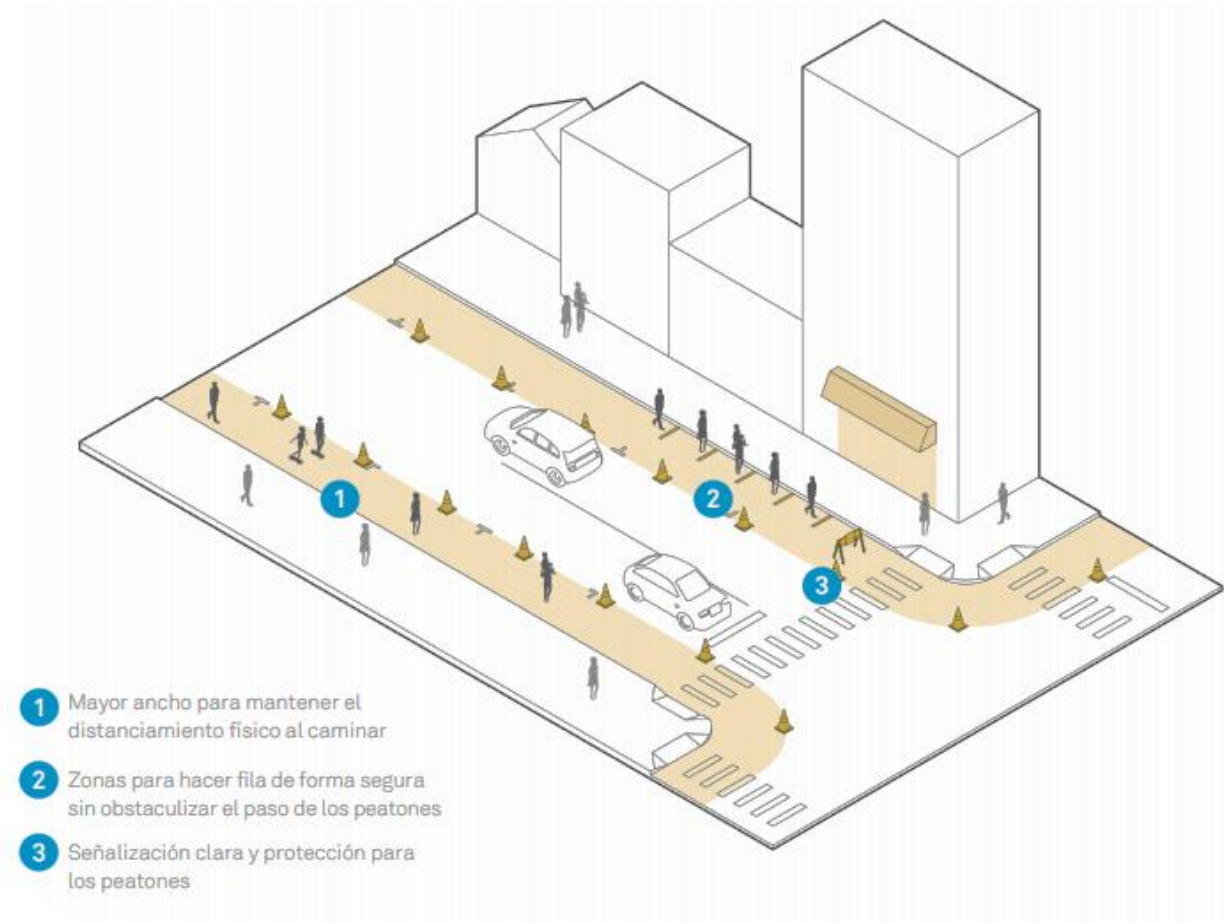 1
2
3
1 Mayor ancho para mantener el
distanciamiento físico al caminar
2 Zonas para hacer fila de forma segura
sin obstaculizar el paso de los peatones
3 Señalización clara y protección para
los peatones